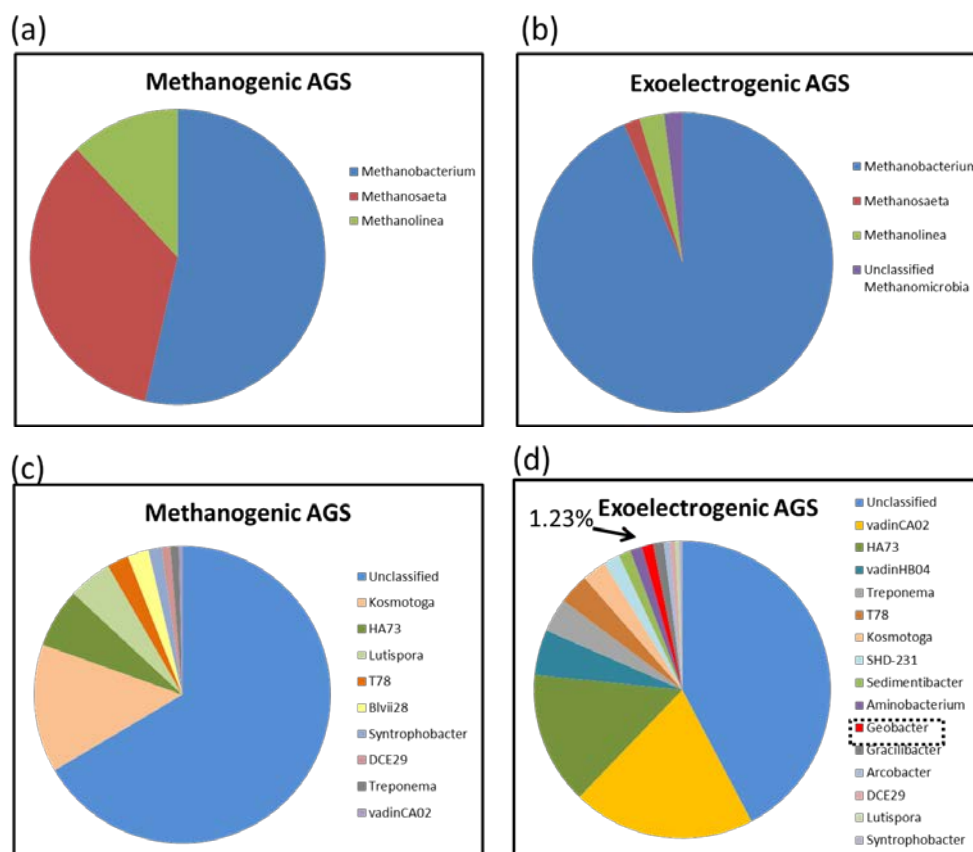 (a)
Methanogenic AGS
Methanobacterium
Methanosaeta
Methanolinea
(b)
Exoelectrogenic AGS
Methanobacterium
Methanosaeta
Methanolinea
Unclassified
Methanomicrobia
(c)
Methanogenic AGS
Unclassified
Kosmotoga
HA73
Lutispora
T78
Blvii28
Syntrophobacter
DCE29
Treponema
vadinCA02
(d)
Exoelectrogenic AGS
1.23%
Unclassified
vadinCA02
HA73
vadinHB04
Treponema
T78
Kosmotoga
SHD-231
Sedimentibacter
Aminobacterium
Geobacter
Gracilibacter
Arcobacter
DCE29
Lutispora
Syntrophobacter